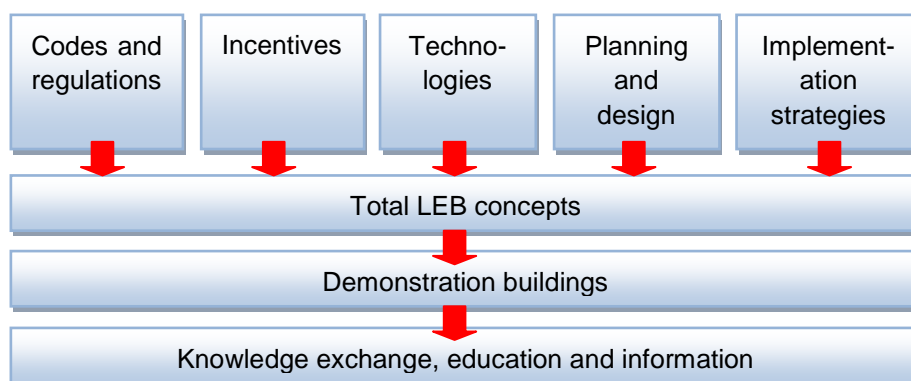 Codes and
regulations
Incentives
Techno-
logies
Planning
and
design
Implement-
ation
strategies
Total LEB concepts
Demonstration buildings
Knowledge exchange, education and information